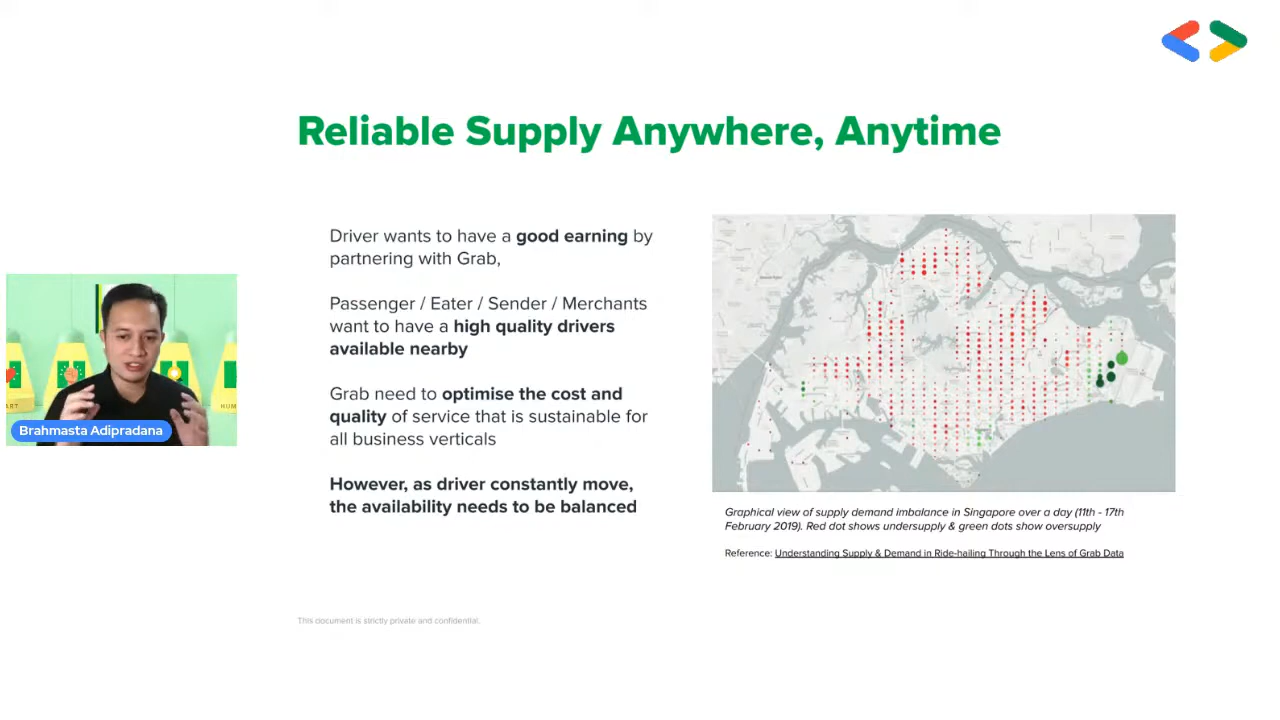 Reliable Supply Anywhere, Anytime
Driver wants to have a good earning by
partnering with Grab,
Passenger / Eater / Sender / Merchants
want to have a high quality drivers
available nearby
Grab need to optimise the cost and
quality of service that is sustainable for
all business verticals
However, as driver constantly move,
the availability needs to be balanced
Brahmasta Adipradana
Graphical view of supply demand imbalance in Singapore over a day (11th - 17th
February 2019). Red dot shows undersupply & green dots show oversupply
Reference: Understanding Supply & Demand in Ride-hailing Through the Lens of Grab Data
This document is strictly private and confidential.